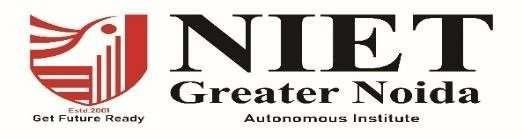 NIET
Greater Noida
Autonomous Institute
Estd.2001
Get Future Ready